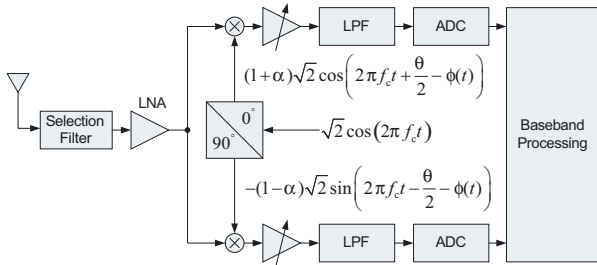 LPF
ADC
(1+α)√2 cos(2πf_c t + θ/2 − φ(t))
LNA
Selection
Filter
0°
90°
√2 cos(2πf_c t)
Baseband
Processing
−(1−α)√2 sin(2πf_c t − θ/2 − φ(t))
LPF
ADC